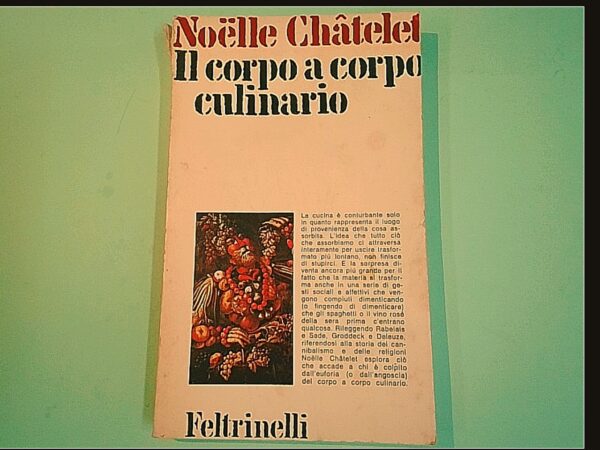 Noëlle Châtelet
Il corpo a corpo
culinario
La cucina è conturbante solo
in quanto rappresenta il luogo
di provenienza della cosa as-
sorbita. L'idea che tutto ciò
che assorbiamo ci attraversa
interamente per uscire trasfor-
mato più lontano, non finisce
di stupirci. E la sorpresa di-
venta ancora più grande per il
fatto che la materia si trasfor-
ma anche in una serie di ge-
sti sociali e affettivi che ven-
gono compiuti dimenticando
(o fingendo di dimenticare)
che gli spaghetti o il vino rosé
della sera prima c'entrano
qualcosa. Rileggendo Rabelais
e Sade, Groddeck e Deleuze,
riferendosi alla storia del can-
nibalismo e delle religioni
Noëlle Châtelet esplora ciò
che accade a chi è colpito
dall'euforia (o dall'angoscia)
del corpo a corpo culinario.
Feltrinelli